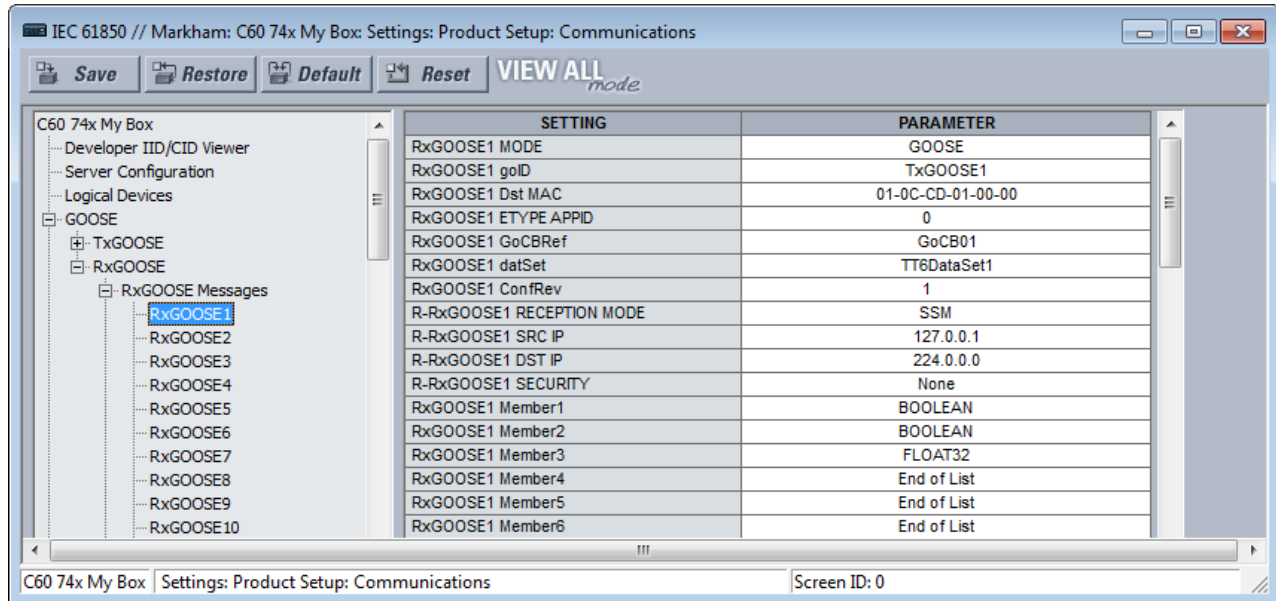 IEC 61850 // Markham: C60 74x My Box: Settings: Product Setup: Communications
Save Restore Default Reset VIEW ALL mode
C60 74x My Box
Developer IID/CID Viewer
Server Configuration
Logical Devices
GOOSE
TxGOOSE
RxGOOSE
RxGOOSE Messages
RxGOOSE1
RxGOOSE2
RxGOOSE3
RxGOOSE4
RxGOOSE5
RxGOOSE6
RxGOOSE7
RxGOOSE8
RxGOOSE9
RxGOOSE10
SETTING PARAMETER
RxGOOSE1 MODE GOOSE
RxGOOSE1 goID TxGOOSE1
RxGOOSE1 Dst MAC 01-0C-CD-01-00-00
RxGOOSE1 ETYPE APPID 0
RxGOOSE1 GoCBRef GoCB01
RxGOOSE1 datSet TT6DataSet1
RxGOOSE1 ConfRev 1
R-RxGOOSE1 RECEPTION MODE SSM
R-RxGOOSE1 SRC IP 127.0.0.1
R-RxGOOSE1 DST IP 224.0.0.0
R-RxGOOSE1 SECURITY None
RxGOOSE1 Member1 BOOLEAN
RxGOOSE1 Member2 BOOLEAN
RxGOOSE1 Member3 FLOAT32
RxGOOSE1 Member4 End of List
RxGOOSE1 Member5 End of List
RxGOOSE1 Member6 End of List
C60 74x My Box Settings: Product Setup: Communications Screen ID: 0